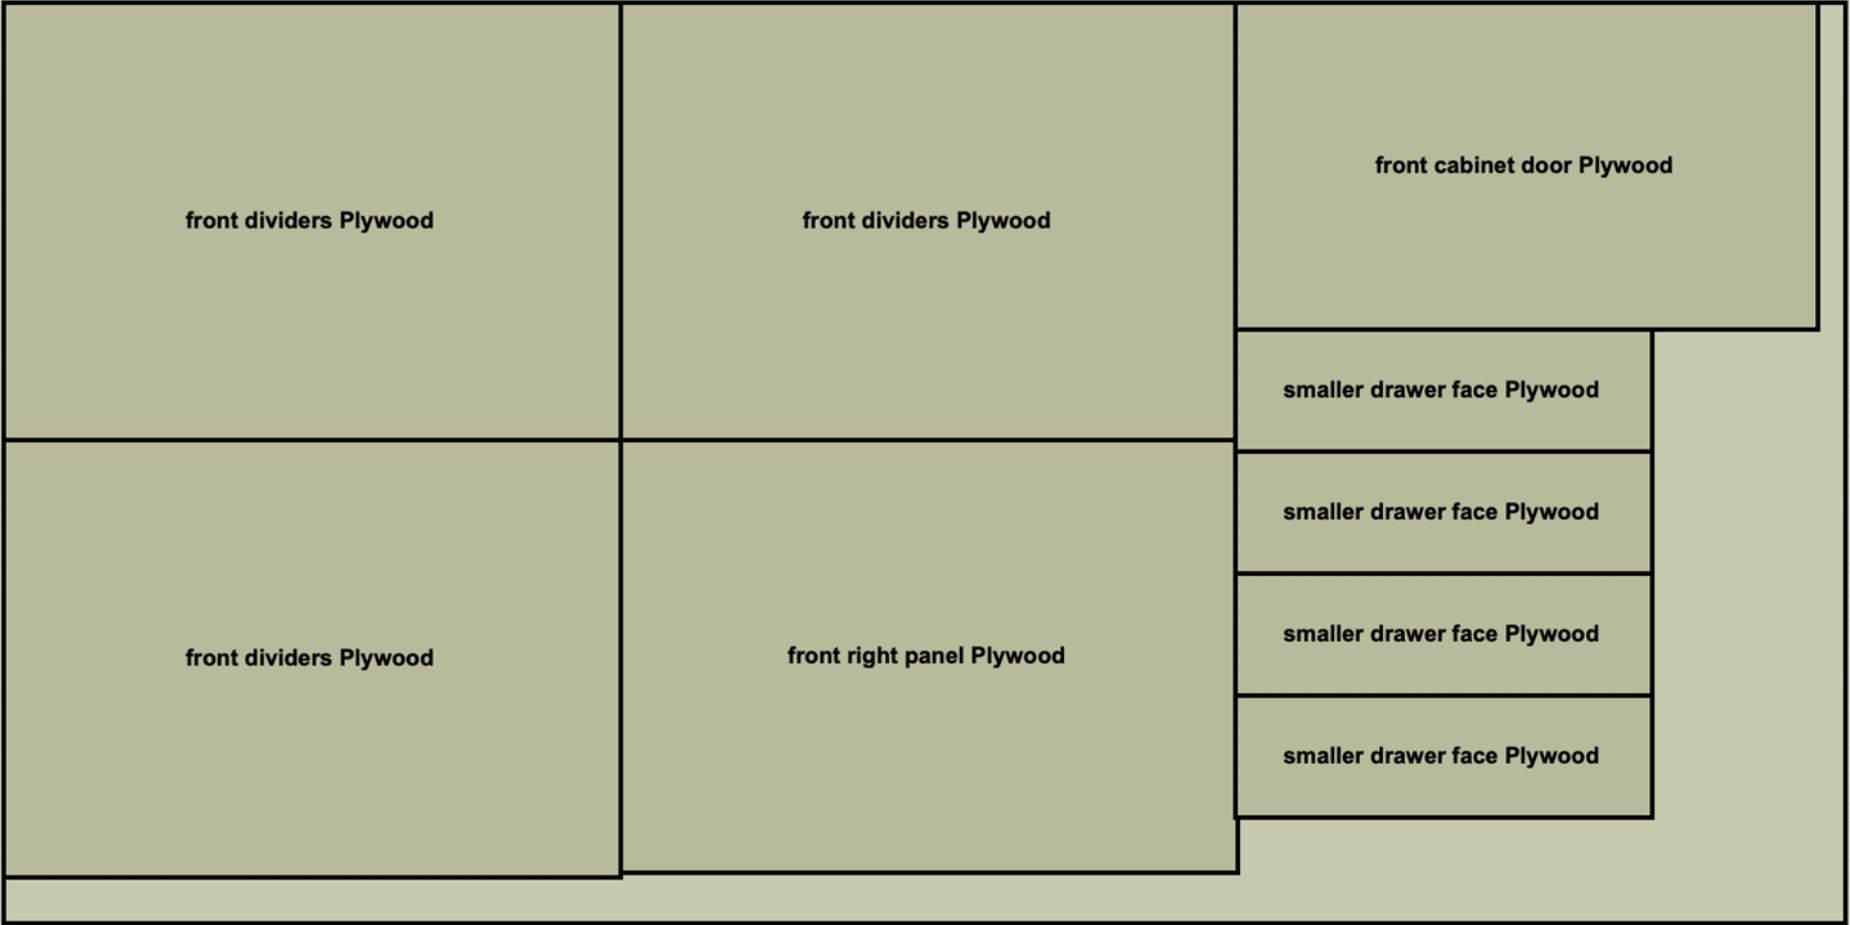 front dividers Plywood
front dividers Plywood
front cabinet door Plywood
smaller drawer face Plywood
smaller drawer face Plywood
front dividers Plywood
front right panel Plywood
smaller drawer face Plywood
smaller drawer face Plywood